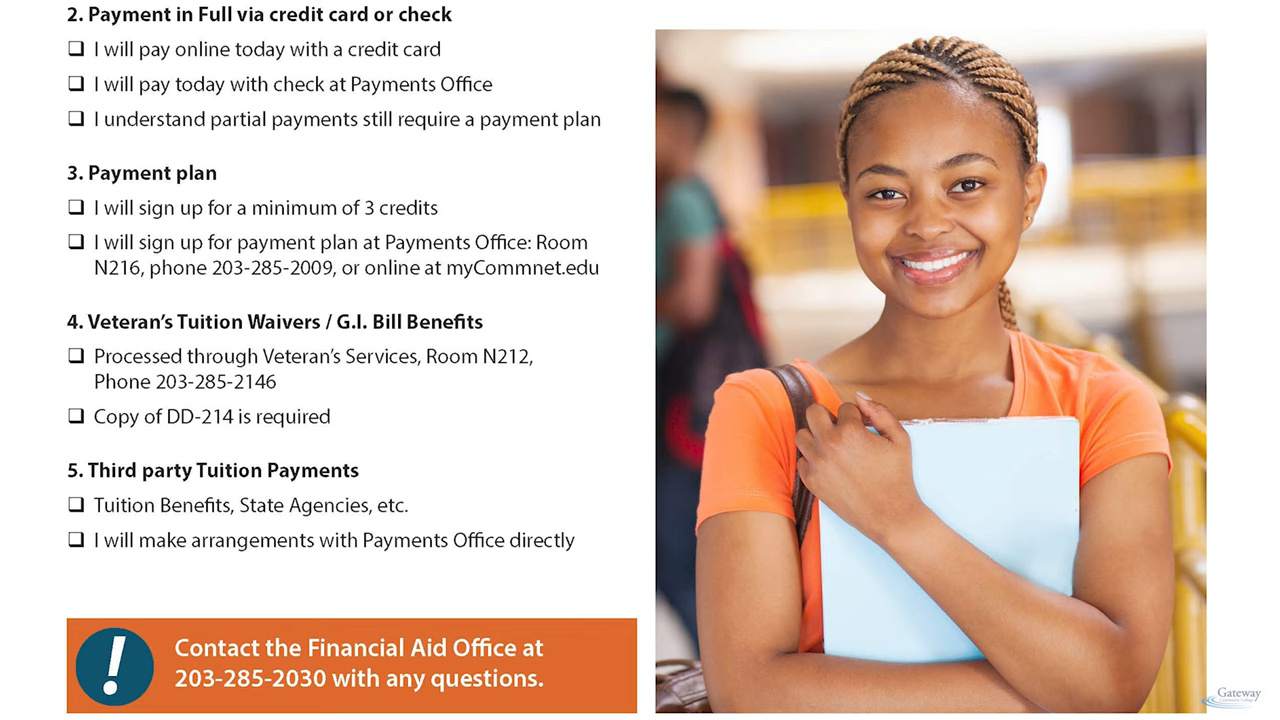 2. Payment in Full via credit card or check
I will pay online today with a credit card
I will pay today with check at Payments Office
I understand partial payments still require a payment plan
3. Payment plan
I will sign up for a minimum of 3 credits
I will sign up for payment plan at Payments Office: Room
N216, phone 203-285-2009, or online at myCommnet.edu
4. Veteran’s Tuition Waivers / G.I. Bill Benefits
Processed through Veteran’s Services, Room N212,
Phone 203-285-2146
Copy of DD-214 is required
5. Third party Tuition Payments
Tuition Benefits, State Agencies, etc.
I will make arrangements with Payments Office directly
Contact the Financial Aid Office at
203-285-2030 with any questions.
Gateway
Community College